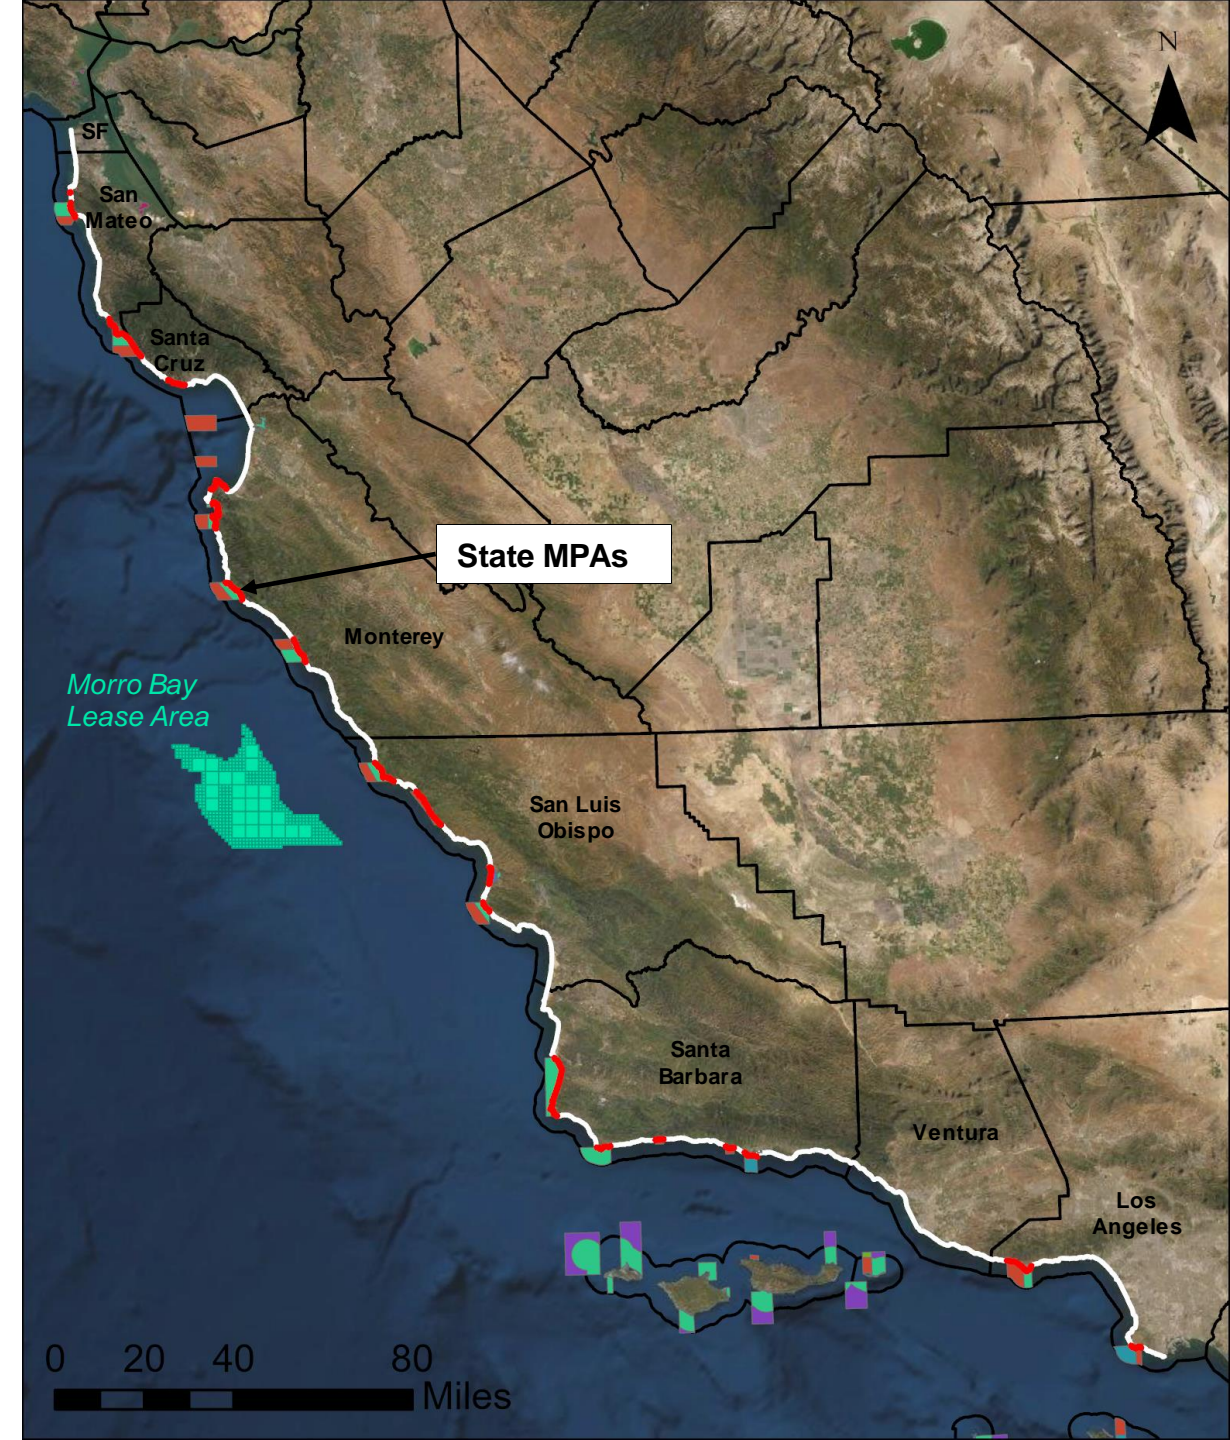 N
SF
San
Mateo
Santa
Cruz
State MPAs
Monterey
Morro Bay
Lease Area
San Luis
Obispo
Santa
Barbara
Ventura
Los
Angeles
0 20 40 80
Miles